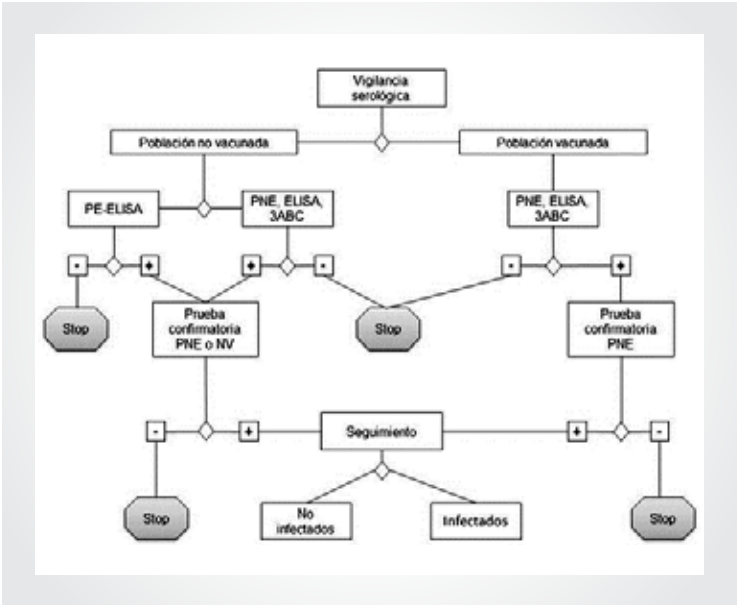 Vigilancia
serológica
Población no vacunada
Población vacunada
PE-ELISA
PNE, ELISA,
3ABC
PNE, ELISA,
3ABC
-
+
+
-
-
+
Stop
Prueba
confirmatoria
PNE o NV
Stop
Prueba
confirmatoria
PNE
-
+
Seguimiento
+
-
Stop
No
infectados
Infectados
Stop